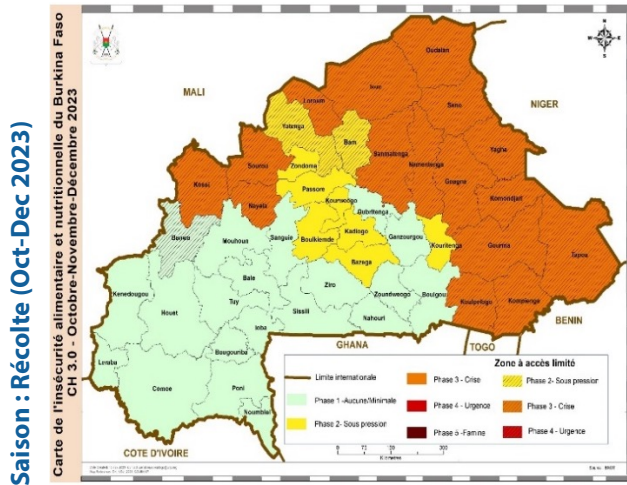 Saison : Récolte (Oct-Dec 2023)
Carte de l'insécurité alimentaire et nutritionnelle du Burkina Faso
CH 3.0 - Octobre-Novembre-Décembre 2023
MALI
NIGER
BENIN
TOGO
GHANA
COTE D'IVOIRE
Oudalan
Loroum
Soum
Seno
Yatenga
Bam
Zondoma
Sanmatenga
Namentenga
Yagha
Kossi
Sourou
Passore
Gnagna
Komondjari
Nayala
Kourweogo
Oubritenga
Banwa
Mouhoun
Sanguie
Boulkiemde
Kadiogo
Ganzourgou
Kouritenga
Gourma
Tapoa
Bazega
Bale
Kenedougou
Houet
Tuy
Ziro
Zoundweogo
Boulgou
Koulpelogo
Kompienga
Sissili
Nahouri
Ioba
Bougouriba
Leraba
Comoe
Poni
Noumbiel
Zone à accès limité
Limite internationale
Phase 3 - Crise
Phase 2- Sous pression
Phase 1 -Aucune/Minimale
Phase 4 - Urgence
Phase 3 - Crise
Phase 2- Sous pression
Phase 5 - Famine
Phase 4 - Urgence